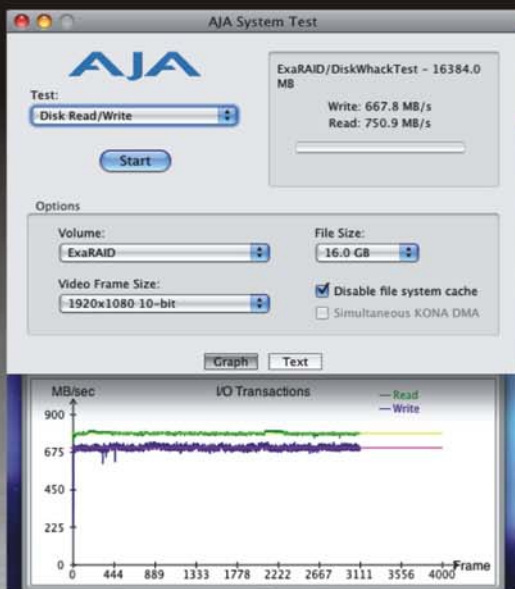 AJA System Test
AJA
Test:
Disk Read/Write
Start
ExaRAID/DiskWhackTest - 16384.0
MB
Write: 667.8 MB/s
Read: 750.9 MB/s
Options
Volume:
ExaRAID
File Size:
16.0 GB
Video Frame Size:
1920x1080 10-bit
Disable file system cache
Simultaneous KONA DMA
Graph
Text
MB/sec
I/O Transactions
Read
Write
900
675
450
225
0
0 444 889 1333 1778 2222 2667 3111 3556 4000
Frame